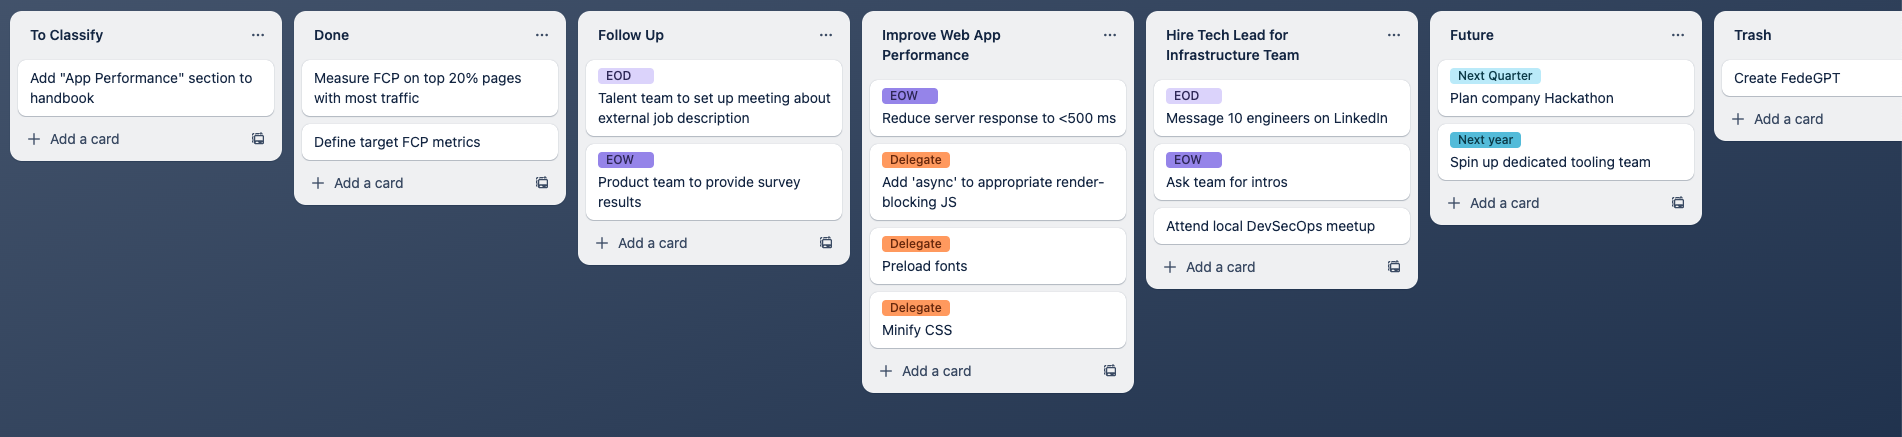 To Classify
Add "App Performance" section to
handbook
Add a card
Done
Measure FCP on top 20% pages
with most traffic
Define target FCP metrics
Add a card
Follow Up
EOD
Talent team to set up meeting about
external job description
EOW
Product team to provide survey
results
Add a card
Improve Web App
Performance
EOW
Reduce server response to <500 ms
Delegate
Add 'async' to appropriate render-
blocking JS
Delegate
Preload fonts
Delegate
Minify CSS
Add a card
Hire Tech Lead for
Infrastructure Team
EOD
Message 10 engineers on LinkedIn
EOW
Ask team for intros
Attend local DevSecOps meetup
Add a card
Future
Next Quarter
Plan company Hackathon
Next year
Spin up dedicated tooling team
Add a card
Trash
Create FedeGPT
Add a card